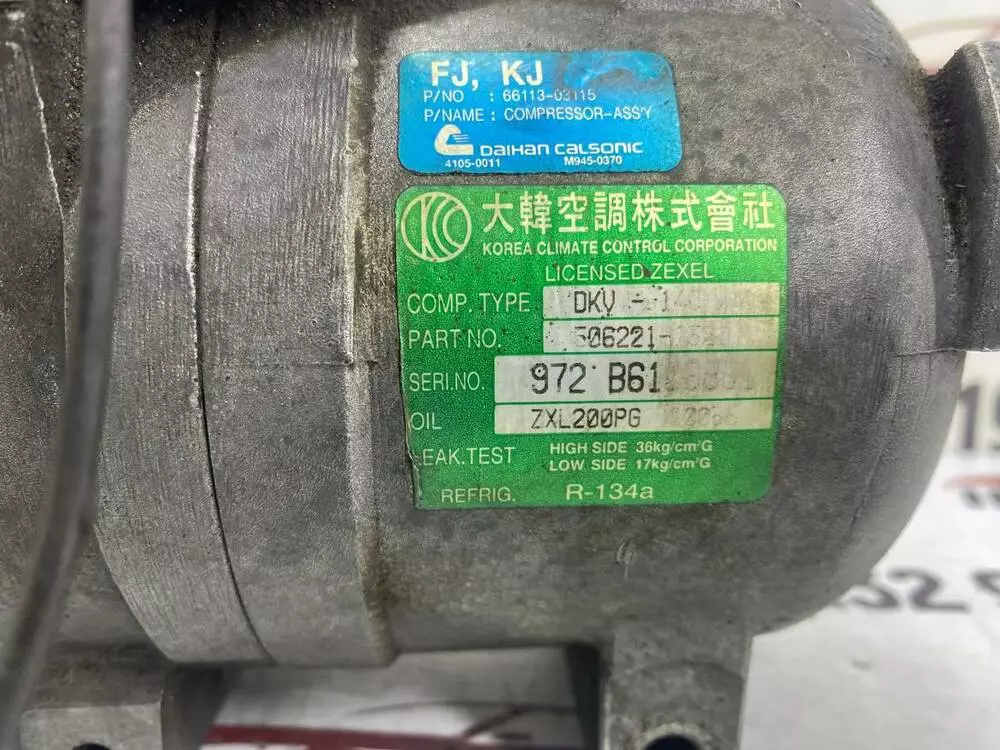 FJ, KJ
P/NO : 66113-03115
P/NAME : COMPRESSOR-ASS'Y
DAIHAN CALSONIC
4105-0011 M945-0370
KCC 大韓空調株式會社
KOREA CLIMATE CONTROL CORPORATION
LICENSED ZEXEL
COMP. TYPE DKV - 14
PART NO. 506221-
SERI.NO. 972 B61
OIL ZXL200PG
LEAK.TEST HIGH SIDE 36kg/cm²G
LOW SIDE 17kg/cm²G
REFRIG. R-134a